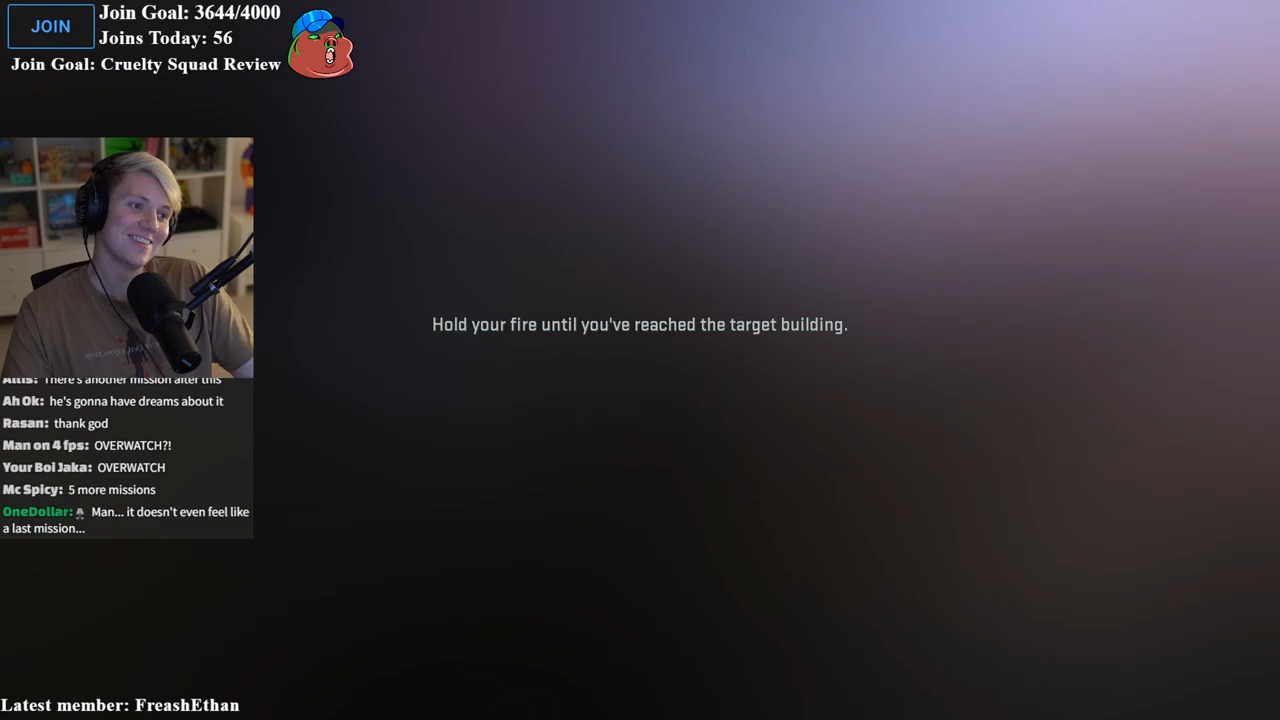 JOIN
Join Goal: 3644/4000
Joins Today: 56
Join Goal: Cruelty Squad Review
Hold your fire until you've reached the target building.
Altis: There's another mission after this
Ah Ok: he's gonna have dreams about it
Rasan: thank god
Man on 4 fps: OVERWATCH?!
Your Boi Jaka: OVERWATCH
Mc Spicy: 5 more missions
OneDollar: Man... it doesn't even feel like
a last mission...
Latest member: FreashEthan